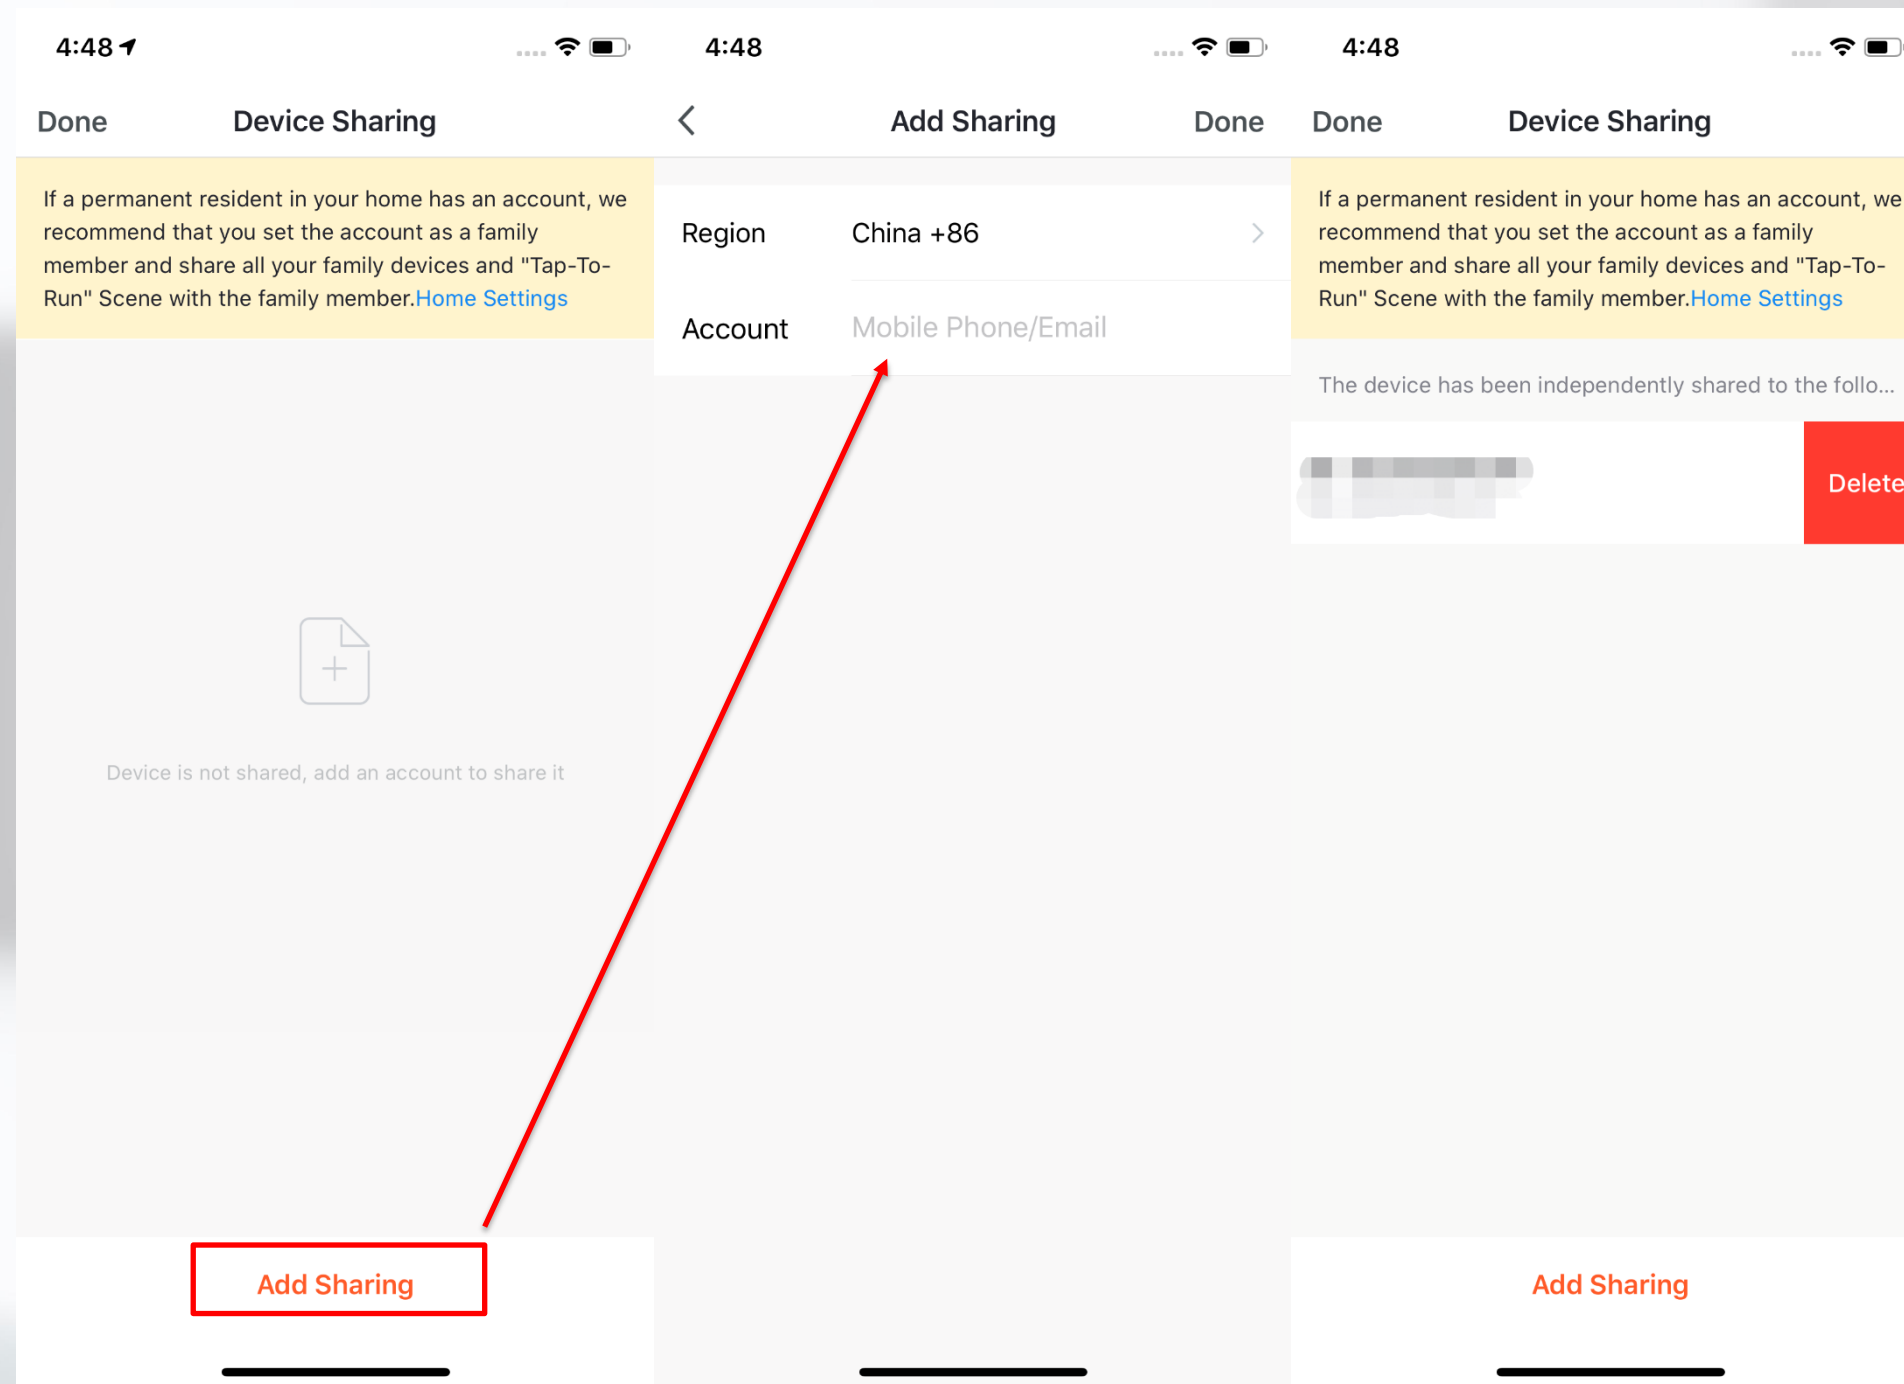 4:48
Done
Device Sharing
If a permanent resident in your home has an account, we
recommend that you set the account as a family
member and share all your family devices and "Tap-To-
Run" Scene with the family member.Home Settings
Device is not shared, add an account to share it
Add Sharing
4:48
Add Sharing
Done
Region
China +86
Account
Mobile Phone/Email
4:48
Done
Device Sharing
If a permanent resident in your home has an account, we
recommend that you set the account as a family
member and share all your family devices and "Tap-To-
Run" Scene with the family member.Home Settings
The device has been independently shared to the follo...
Delete
Add Sharing